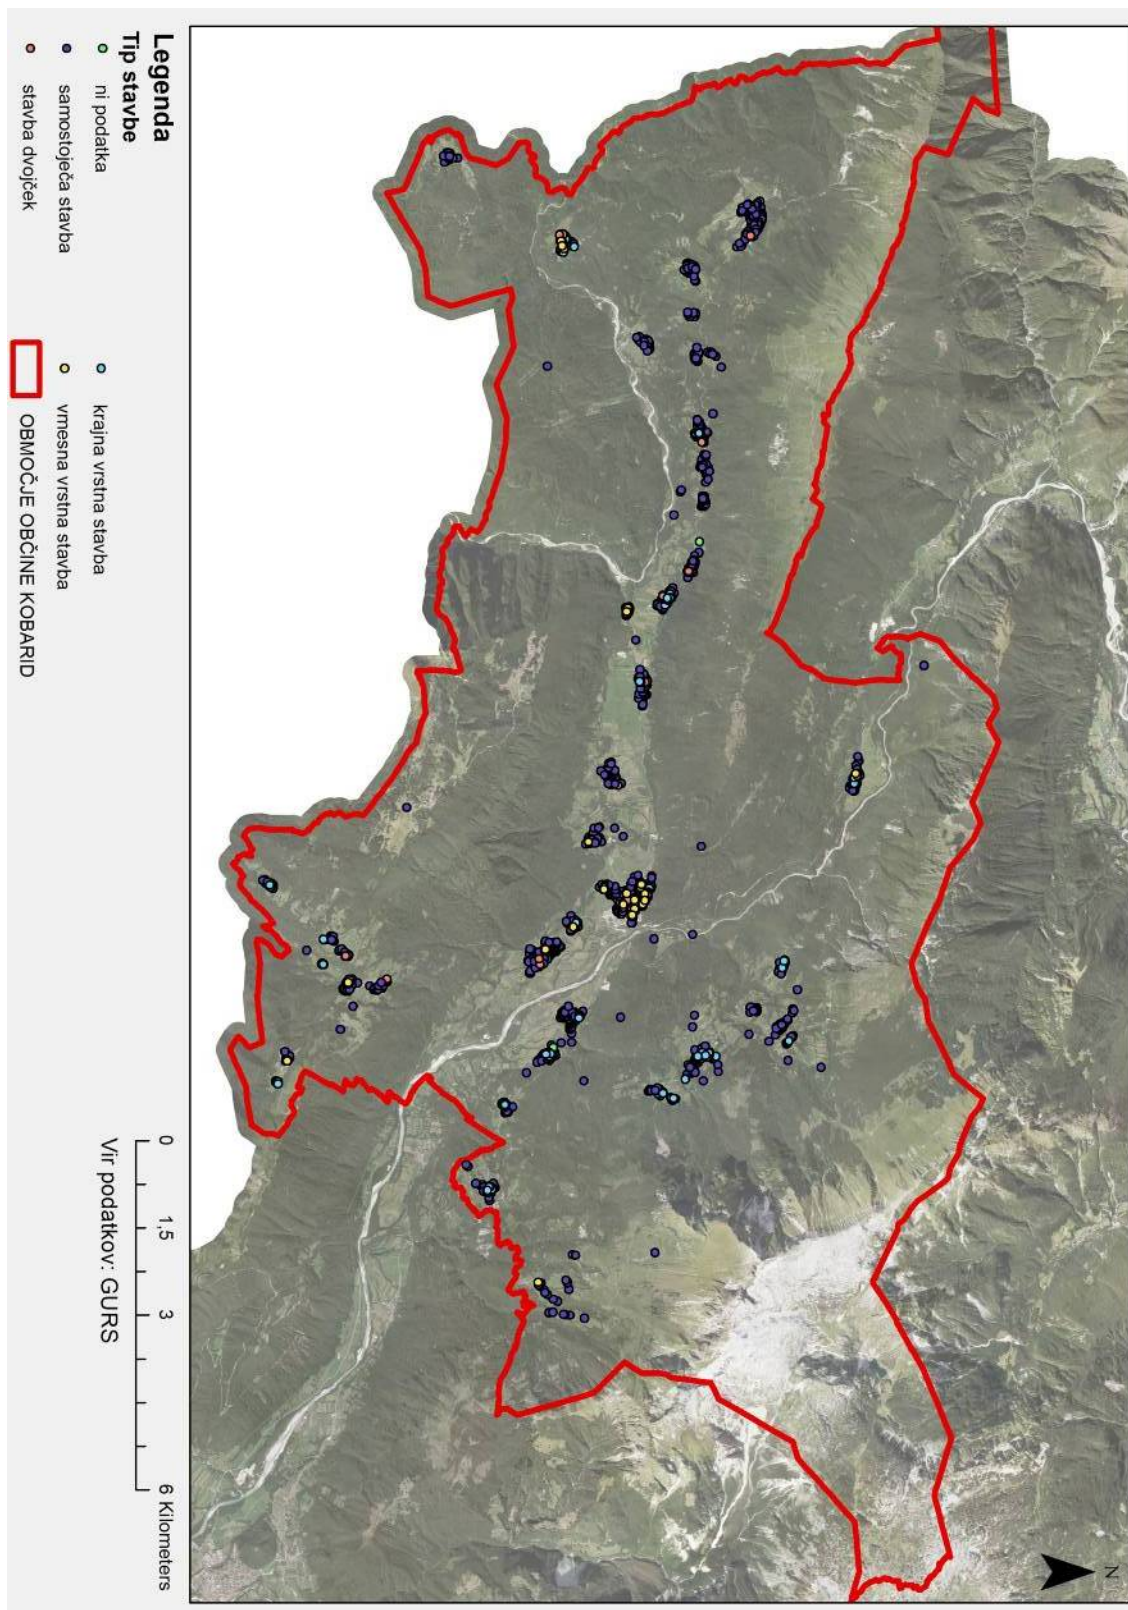 Legenda
Tip stavbe
ni podatka
samostoječa stavba
stavba dvojček
krajna vrstna stavba
vmesna vrstna stavba
OBMOČJE OBČINE KOBARID
0 1,5 3 6 Kilometers
Vir podatkov: GURS
N